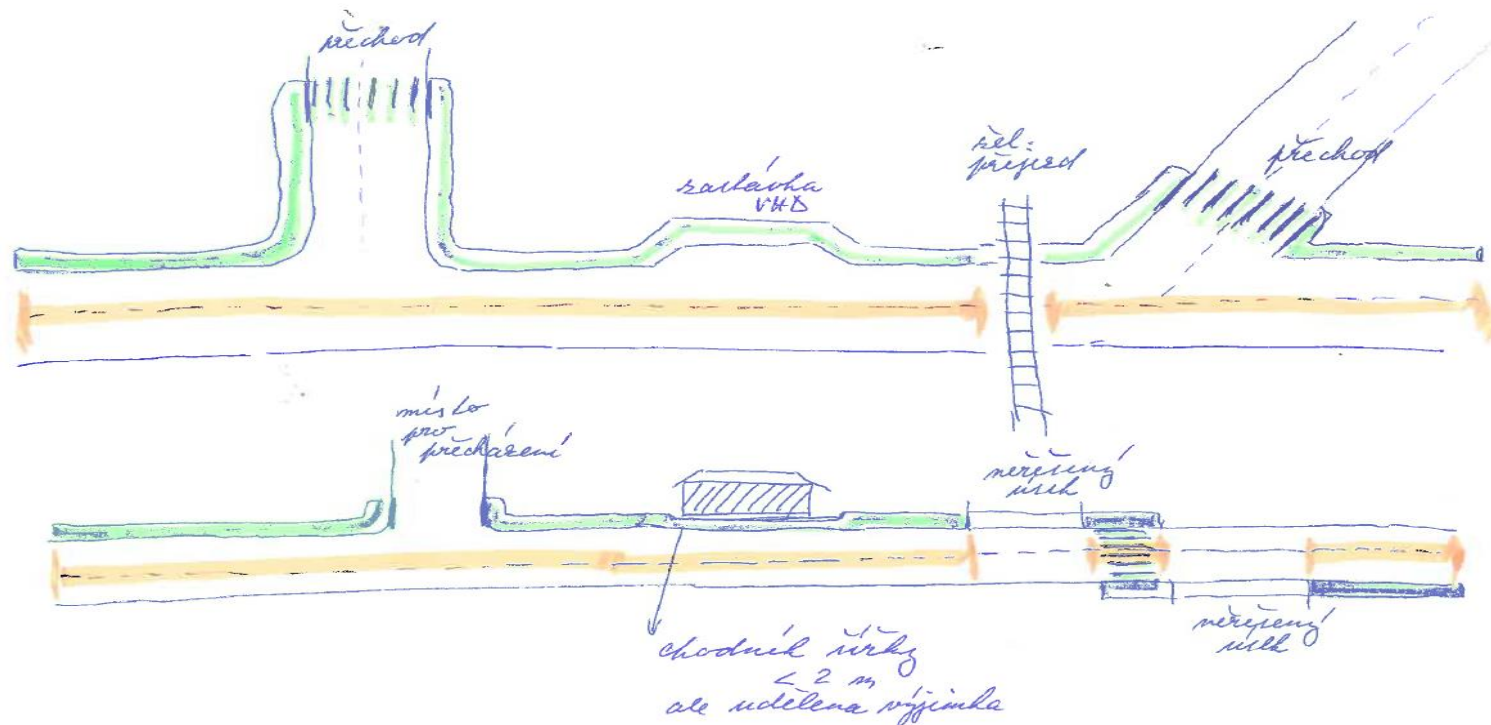 přechod
zastávka
VHD
žel.
přejezd
přechod
místo
pro
přecházení
neřešený
úsek
neřešený
úsek
chodník šířky
< 2 m
ale udělena výjimka